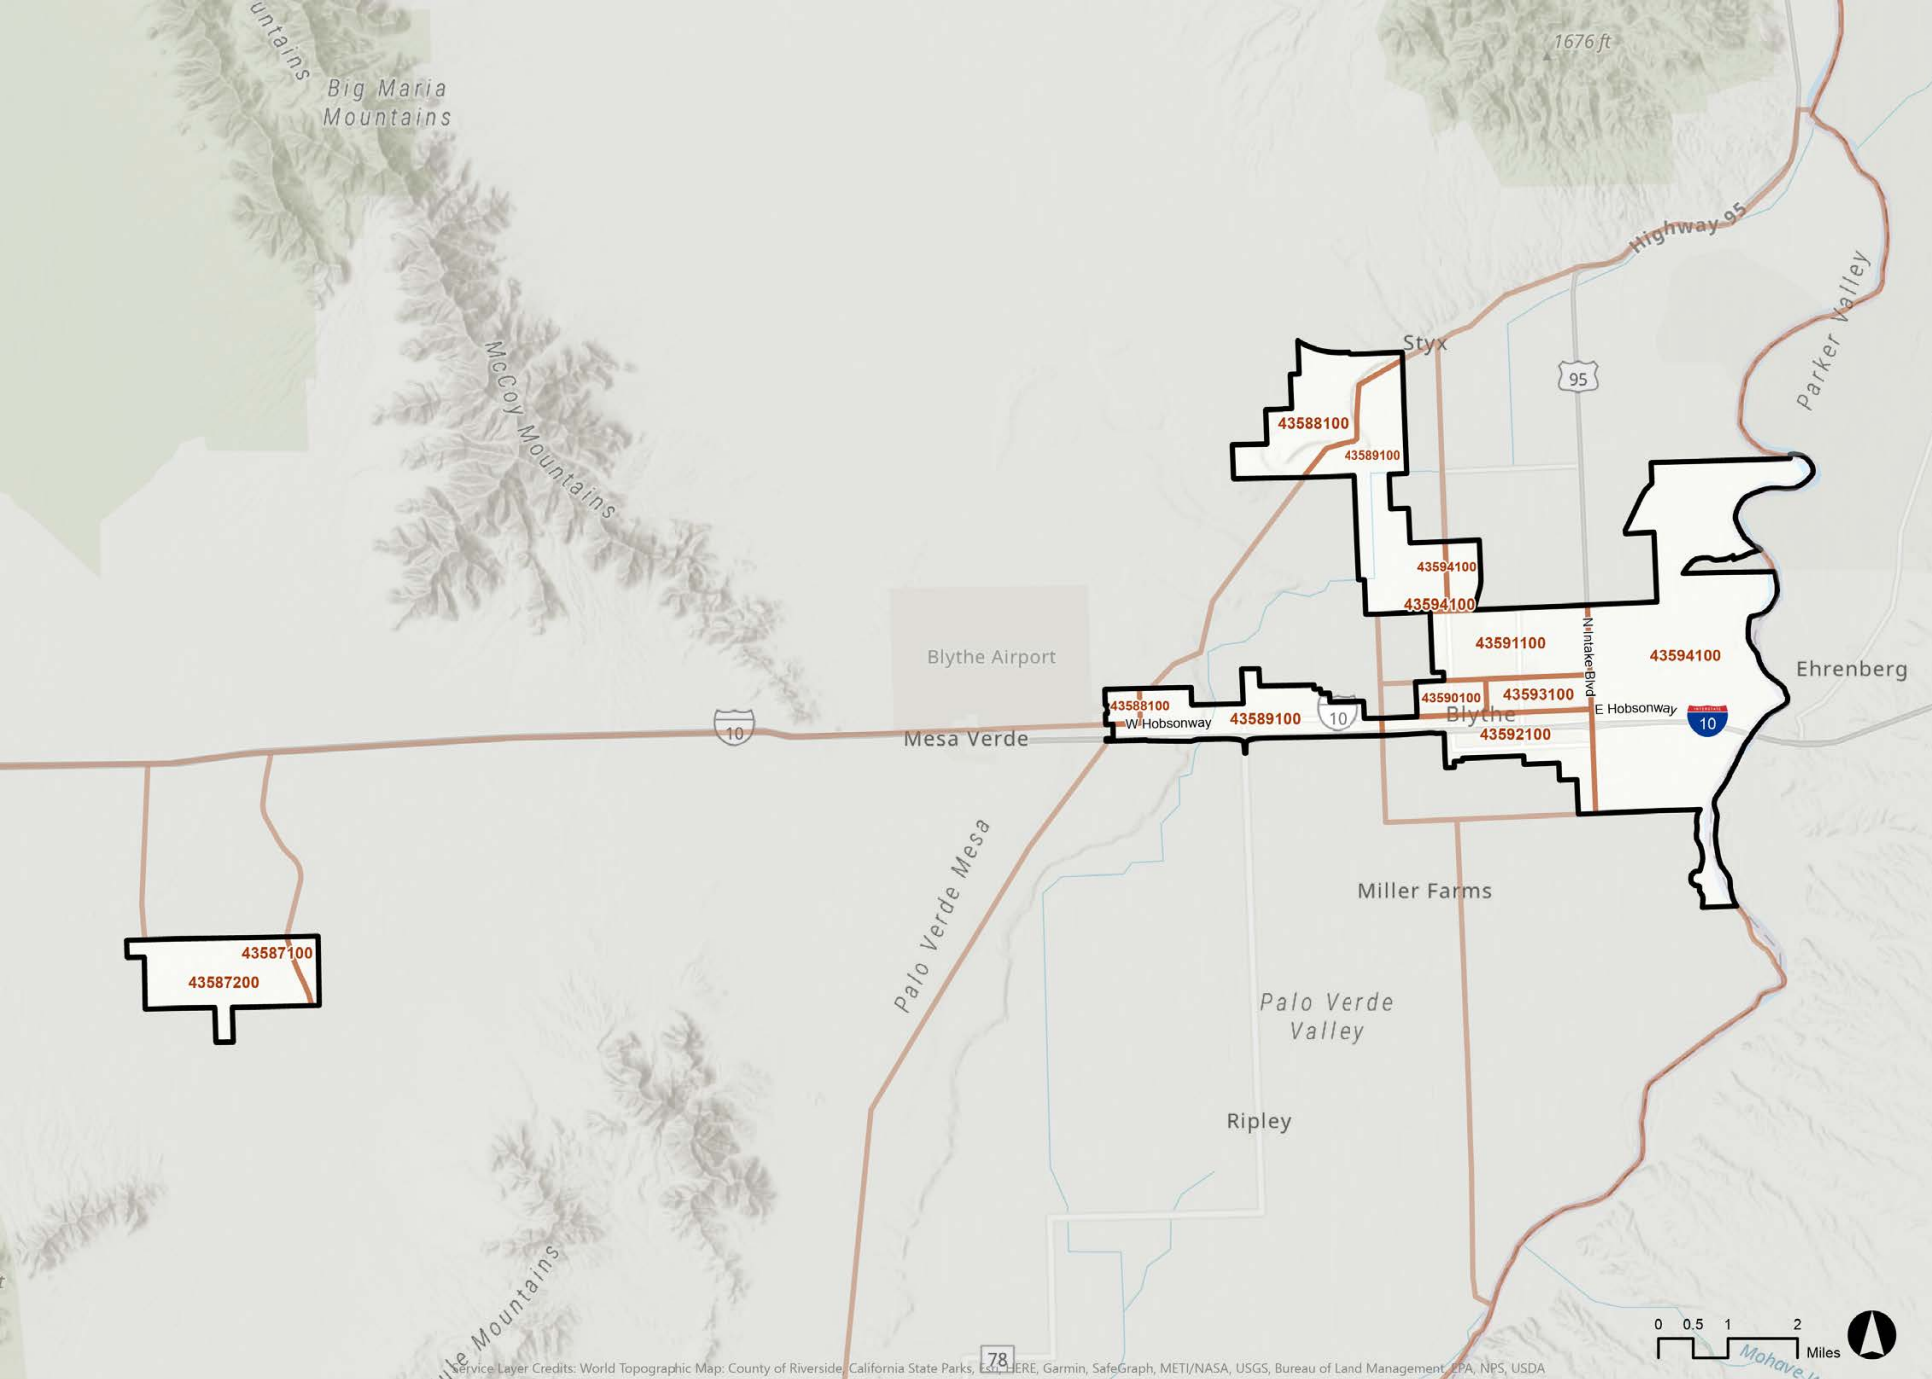 untains
1676 ft
Big Maria
Mountains
Highway 95
Parker Valley
Styx
McCoy Mountains
95
43588100
43589100
43594100
43594100
N Intake Blvd
43591100
43594100
Blythe Airport
Ehrenberg
43590100
43593100
43588100
E Hobsonway
W Hobsonway
43589100
10
Blythe
10
10
Mesa Verde
43592100
Palo Verde Mesa
Miller Farms
43587100
43587200
Palo Verde
Valley
Ripley
ule Mountains
t
0 0.5 1 2
Miles
78
Mohave
Service Layer Credits: World Topographic Map: County of Riverside, California State Parks, Esri, HERE, Garmin, SafeGraph, METI/NASA, USGS, Bureau of Land Management, EPA, NPS, USDA